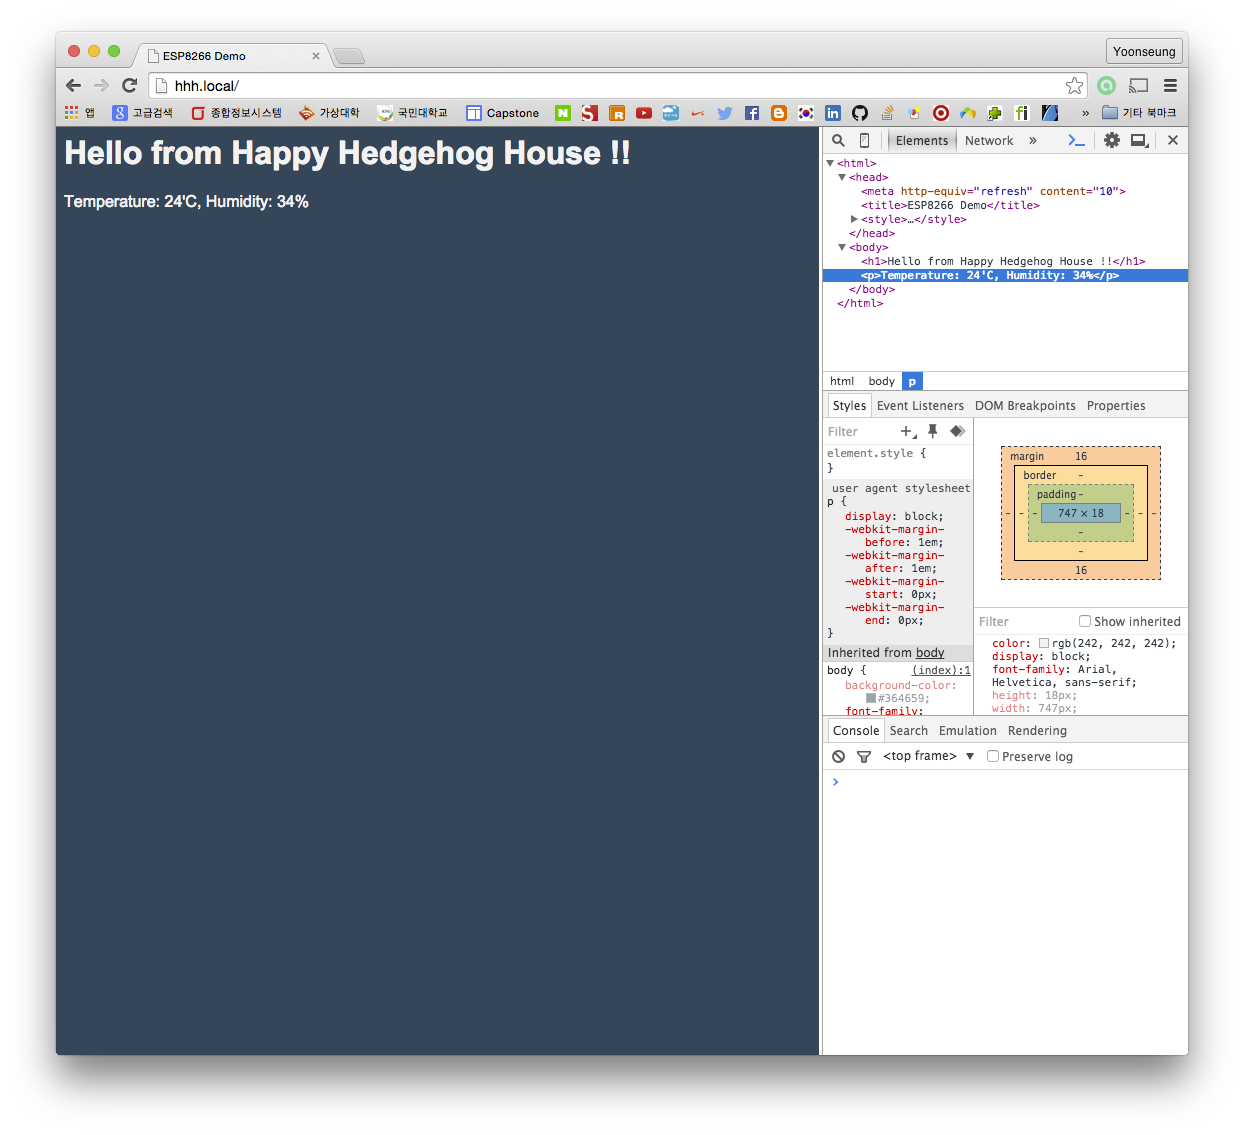 ESP8266 Demo
Yoonseung
hhh.local/
앱 고급검색 종합정보시스템 가상대학 국민대학교 Capstone » 기타 북마크
Hello from Happy Hedgehog House !!
Temperature: 24'C, Humidity: 34%
Elements Network »
<html>
<head>
<meta http-equiv="refresh" content="10">
<title>ESP8266 Demo</title>
<style>…</style>
</head>
<body>
<h1>Hello from Happy Hedgehog House !!</h1>
<p>Temperature: 24'C, Humidity: 34%</p>
</body>
</html>
html body p
Styles Event Listeners DOM Breakpoints Properties
Filter
element.style {
}
user agent stylesheet
p {
display: block;
-webkit-margin-
before: 1em;
-webkit-margin-
after: 1em;
-webkit-margin-
start: 0px;
-webkit-margin-
end: 0px;
}
Inherited from body
body { (index):1
background-color:
#364659;
font-family:
margin 16
border -
padding -
- - - 747 × 18 - - -
-
-
16
Filter Show inherited
color: rgb(242, 242, 242);
display: block;
font-family: Arial,
Helvetica, sans-serif;
height: 18px;
width: 747px;
Console Search Emulation Rendering
<top frame> ▼ Preserve log
>